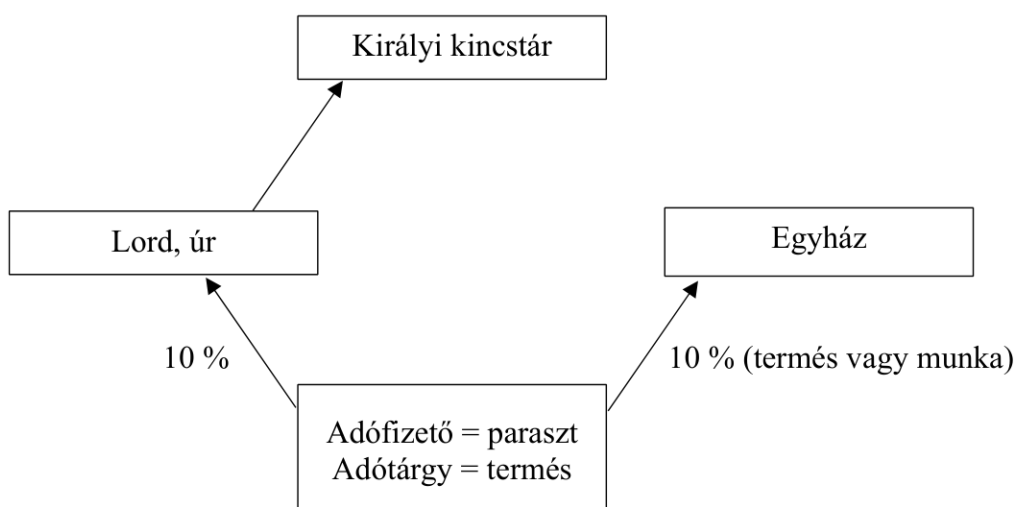 Királyi kincstár
Lord, úr
Egyház
10 %
10 % (termés vagy munka)
Adófizető = paraszt
Adótárgy = termés